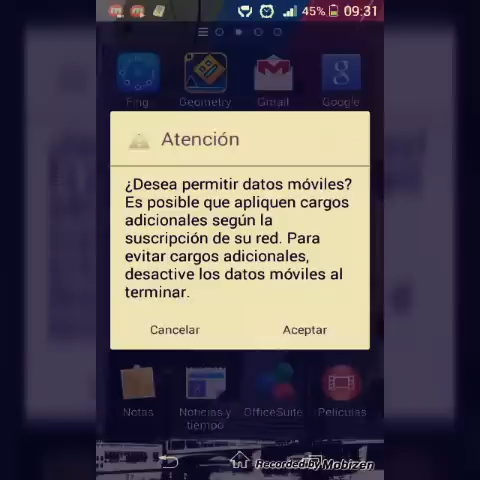 45% 09:31
Fing Geometry Gmail Google
Atención
¿Desea permitir datos móviles?
Es posible que apliquen cargos
adicionales según la
suscripción de su red. Para
evitar cargos adicionales,
desactive los datos móviles al
terminar.
Cancelar Aceptar
Notas Noticias y OfficeSuite Películas
tiempo
Recorded by Mobizen